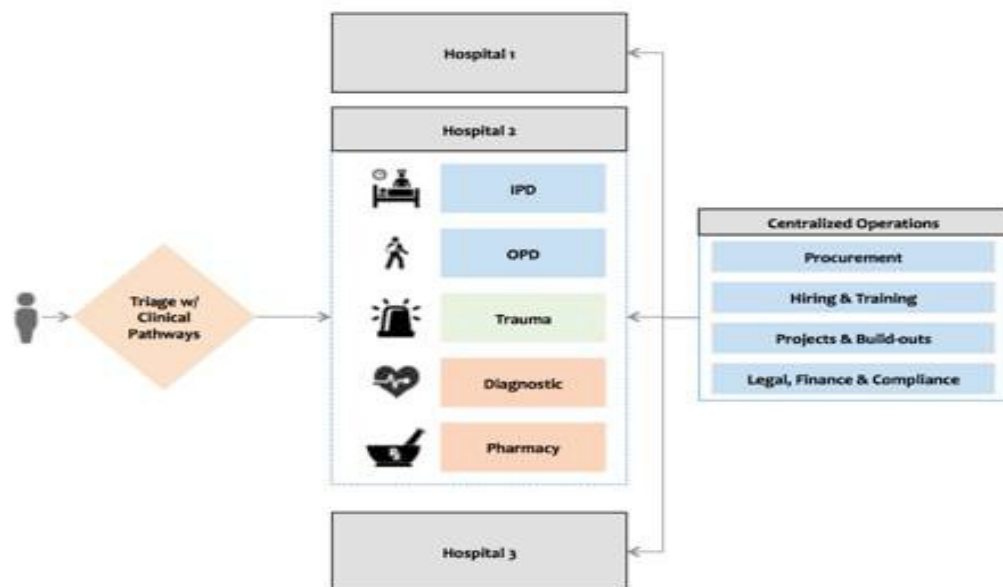 Hospital 1
Hospital 2
IPD
OPD
Trauma
Diagnostic
Pharmacy
Triage w/
Clinical
Pathways
Centralized Operations
Procurement
Hiring & Training
Projects & Build-outs
Legal, Finance & Compliance
Hospital 3